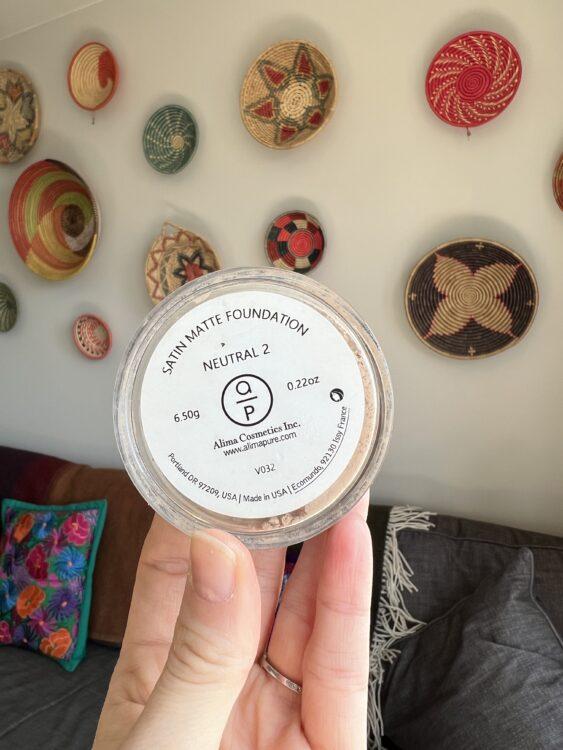 SATIN MATTE FOUNDATION
NEUTRAL 2
a
P
6.50g
0.22oz
Alima Cosmetics Inc.
www.alimapure.com
V032
Portland OR 97209, USA | Made in USA | Ecomundo, 92130 Issy France